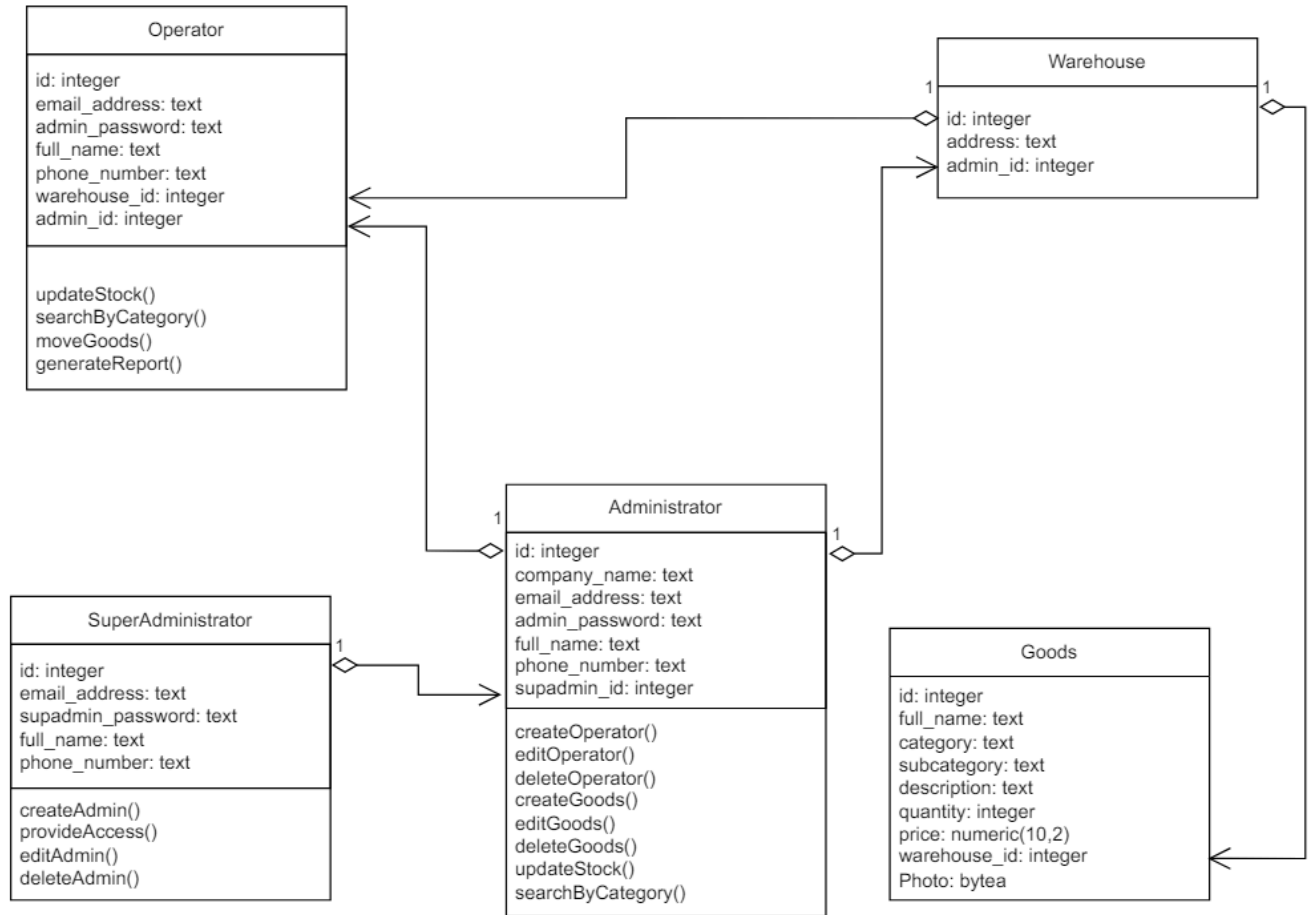 Operator
id: integer
email_address: text
admin_password: text
full_name: text
phone_number: text
warehouse_id: integer
admin_id: integer
updateStock()
searchByCategory()
moveGoods()
generateReport()
Warehouse
1
1
id: integer
address: text
admin_id: integer
Administrator
1
1
id: integer
company_name: text
email_address: text
admin_password: text
full_name: text
phone_number: text
supadmin_id: integer
createOperator()
editOperator()
deleteOperator()
createGoods()
editGoods()
deleteGoods()
updateStock()
searchByCategory()
SuperAdministrator
1
id: integer
email_address: text
supadmin_password: text
full_name: text
phone_number: text
createAdmin()
provideAccess()
editAdmin()
deleteAdmin()
Goods
id: integer
full_name: text
category: text
subcategory: text
description: text
quantity: integer
price: numeric(10,2)
warehouse_id: integer
Photo: bytea